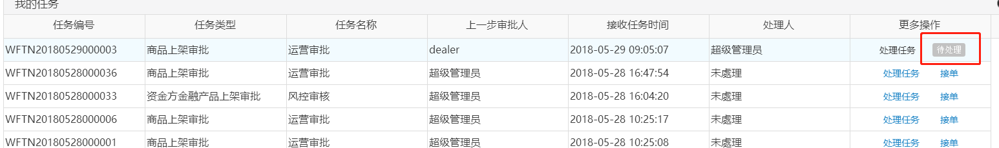 我的任务
任务编号 任务类型 任务名称 上一步审批人 接收任务时间 处理人 更多操作
WFTN20180529000003 商品上架审批 运营审批 dealer 2018-05-29 09:05:07 超级管理员 处理任务 待处理
WFTN20180528000036 商品上架审批 运营审批 超级管理员 2018-05-28 16:47:54 未處理 处理任务 接单
WFTN20180528000033 资金方金融产品上架审批 风控审核 超级管理员 2018-05-28 16:04:20 未處理 处理任务 接单
WFTN20180528000006 商品上架审批 运营审批 超级管理员 2018-05-28 10:25:17 未處理 处理任务 接单
WFTN20180528000001 商品上架审批 运营审批 超级管理员 2018-05-28 10:25:08 未處理 处理任务 接单